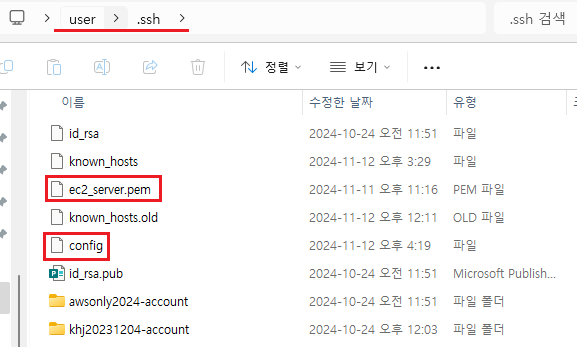 user > .ssh
.ssh 검색
정렬 보기 ...
이름 수정한 날짜 유형
id_rsa 2024-10-24 오전 11:51 파일
known_hosts 2024-11-12 오후 3:29 파일
ec2_server.pem 2024-11-11 오후 11:16 PEM 파일
known_hosts.old 2024-11-12 오후 12:11 OLD 파일
config 2024-11-12 오후 4:19 파일
id_rsa.pub 2024-10-24 오전 11:51 Microsoft Publish...
awsonly2024-account 2024-10-24 오전 11:51 파일 폴더
khj20231204-account 2024-10-24 오후 12:03 파일 폴더